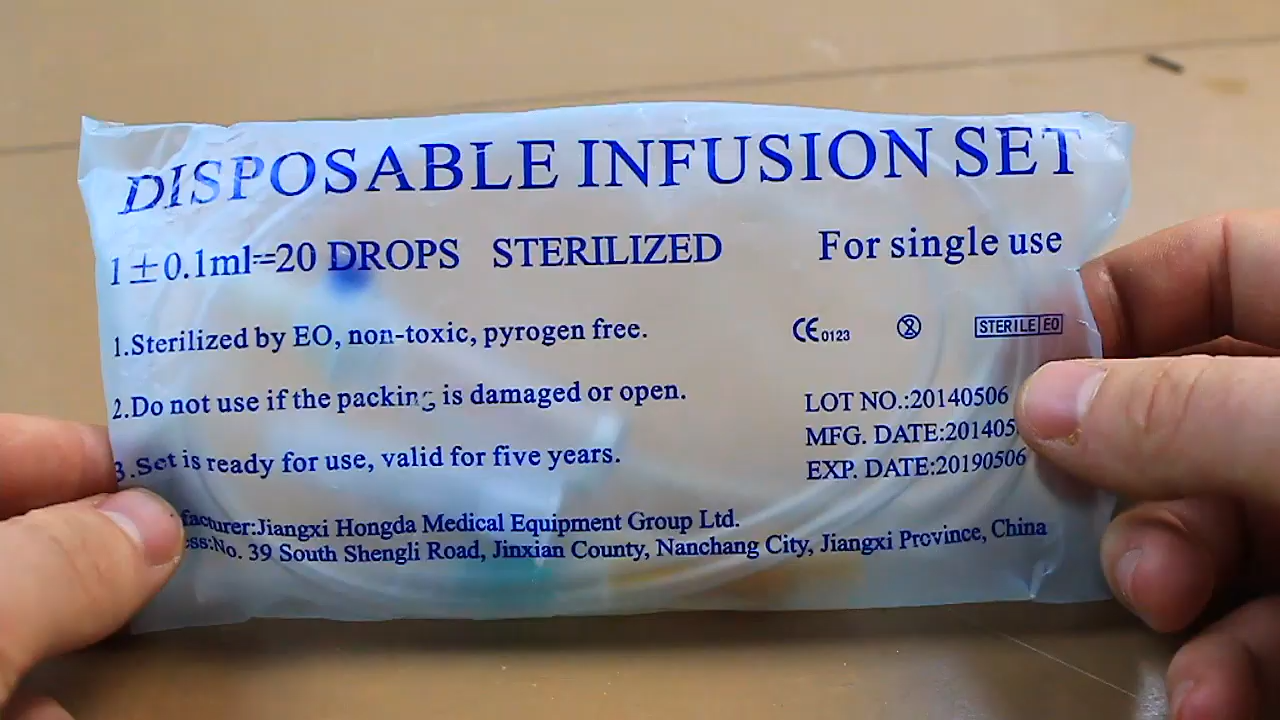 DISPOSABLE INFUSION SET
1±0.1ml=20 DROPS STERILIZED For single use
1.Sterilized by EO, non-toxic, pyrogen free.
CE0123 STERILE EO
2.Do not use if the packing is damaged or open.
LOT NO.:20140506
MFG. DATE:201405
3.Set is ready for use, valid for five years.
EXP. DATE:20190506
facturer:Jiangxi Hongda Medical Equipment Group Ltd.
ss:No. 39 South Shengli Road, Jinxian County, Nanchang City, Jiangxi Province, China